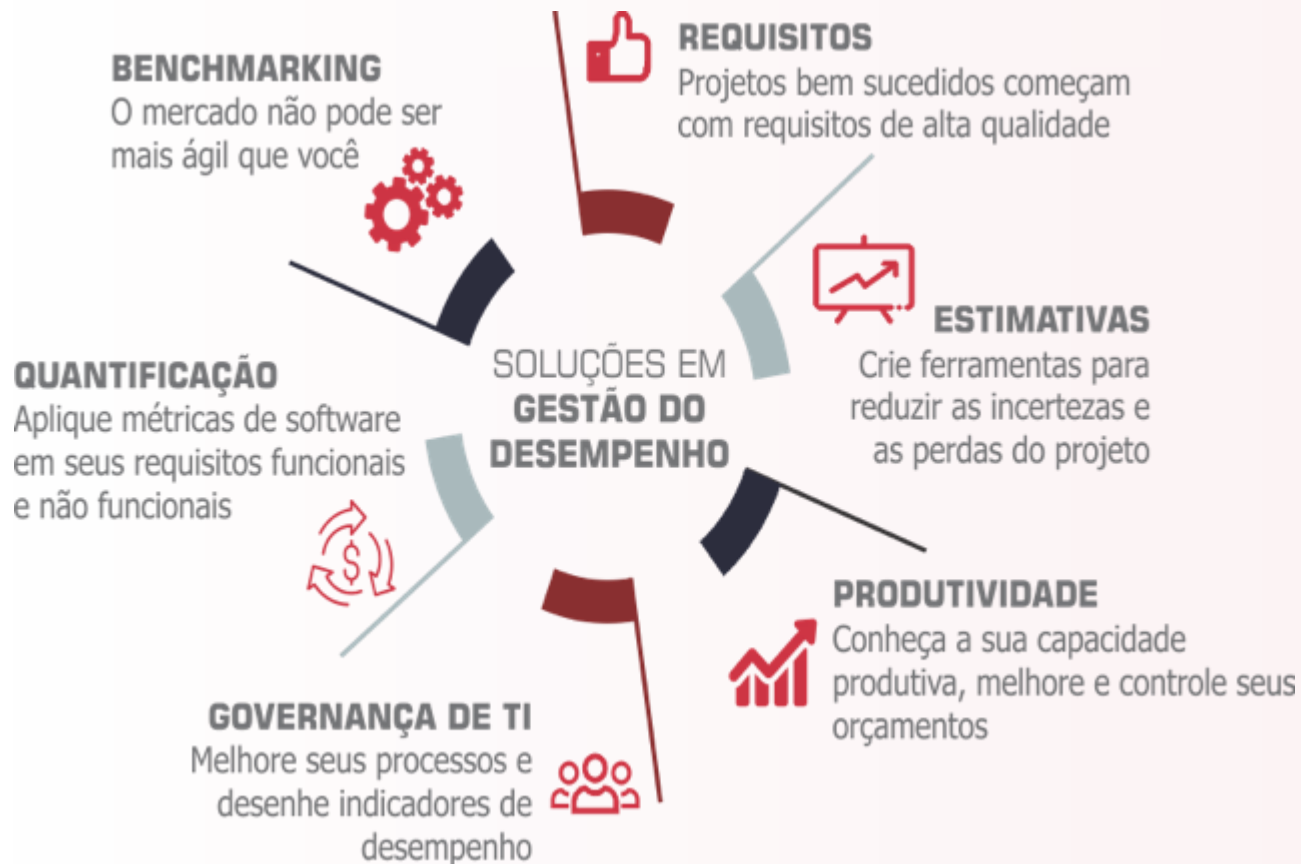 REQUISITOS
Projetos bem sucedidos começam
com requisitos de alta qualidade
BENCHMARKING
O mercado não pode ser
mais ágil que você
ESTIMATIVAS
Crie ferramentas para
reduzir as incertezas e
as perdas do projeto
SOLUÇÕES EM
GESTÃO DO
DESEMPENHO
QUANTIFICAÇÃO
Aplique métricas de software
em seus requisitos funcionais
e não funcionais
$
PRODUTIVIDADE
Conheça a sua capacidade
produtiva, melhore e controle seus
orçamentos
GOVERNANÇA DE TI
Melhore seus processos e
desenhe indicadores de
desempenho